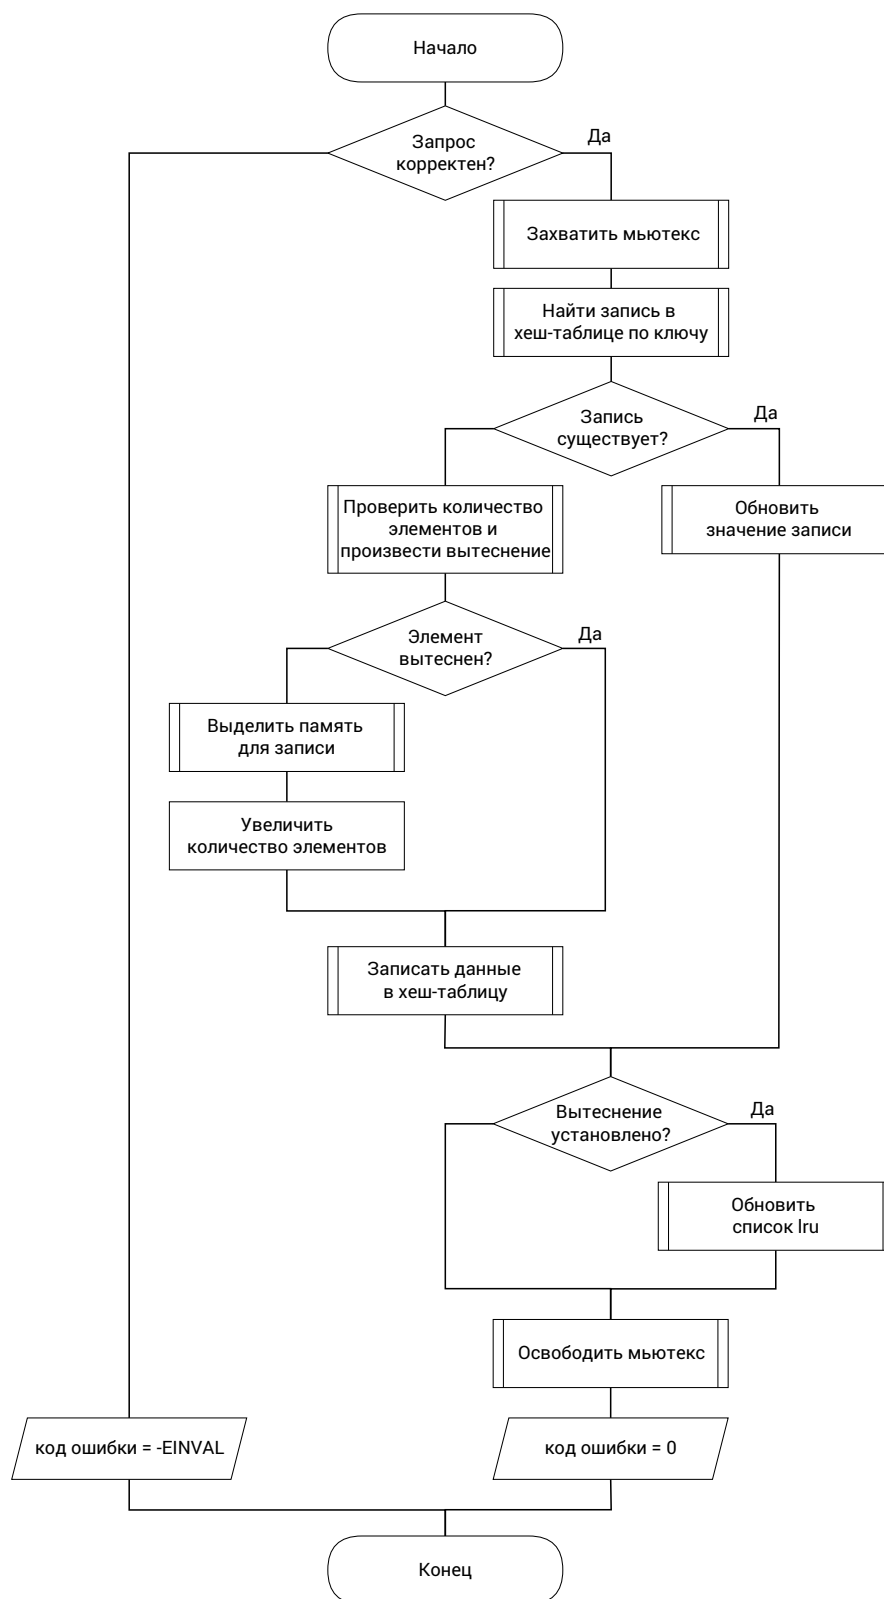 Начало
Запрос
корректен?
Да
Захватить мьютекс
Найти запись в
хеш-таблице по ключу
Запись
существует?
Да
Проверить количество
элементов и
произвести вытеснение
Обновить
значение записи
Элемент
вытеснен?
Да
Выделить память
для записи
Увеличить
количество элементов
Записать данные
в хеш-таблицу
Вытеснение
установлено?
Да
Обновить
список lru
Освободить мьютекс
код ошибки = -EINVAL
код ошибки = 0
Конец